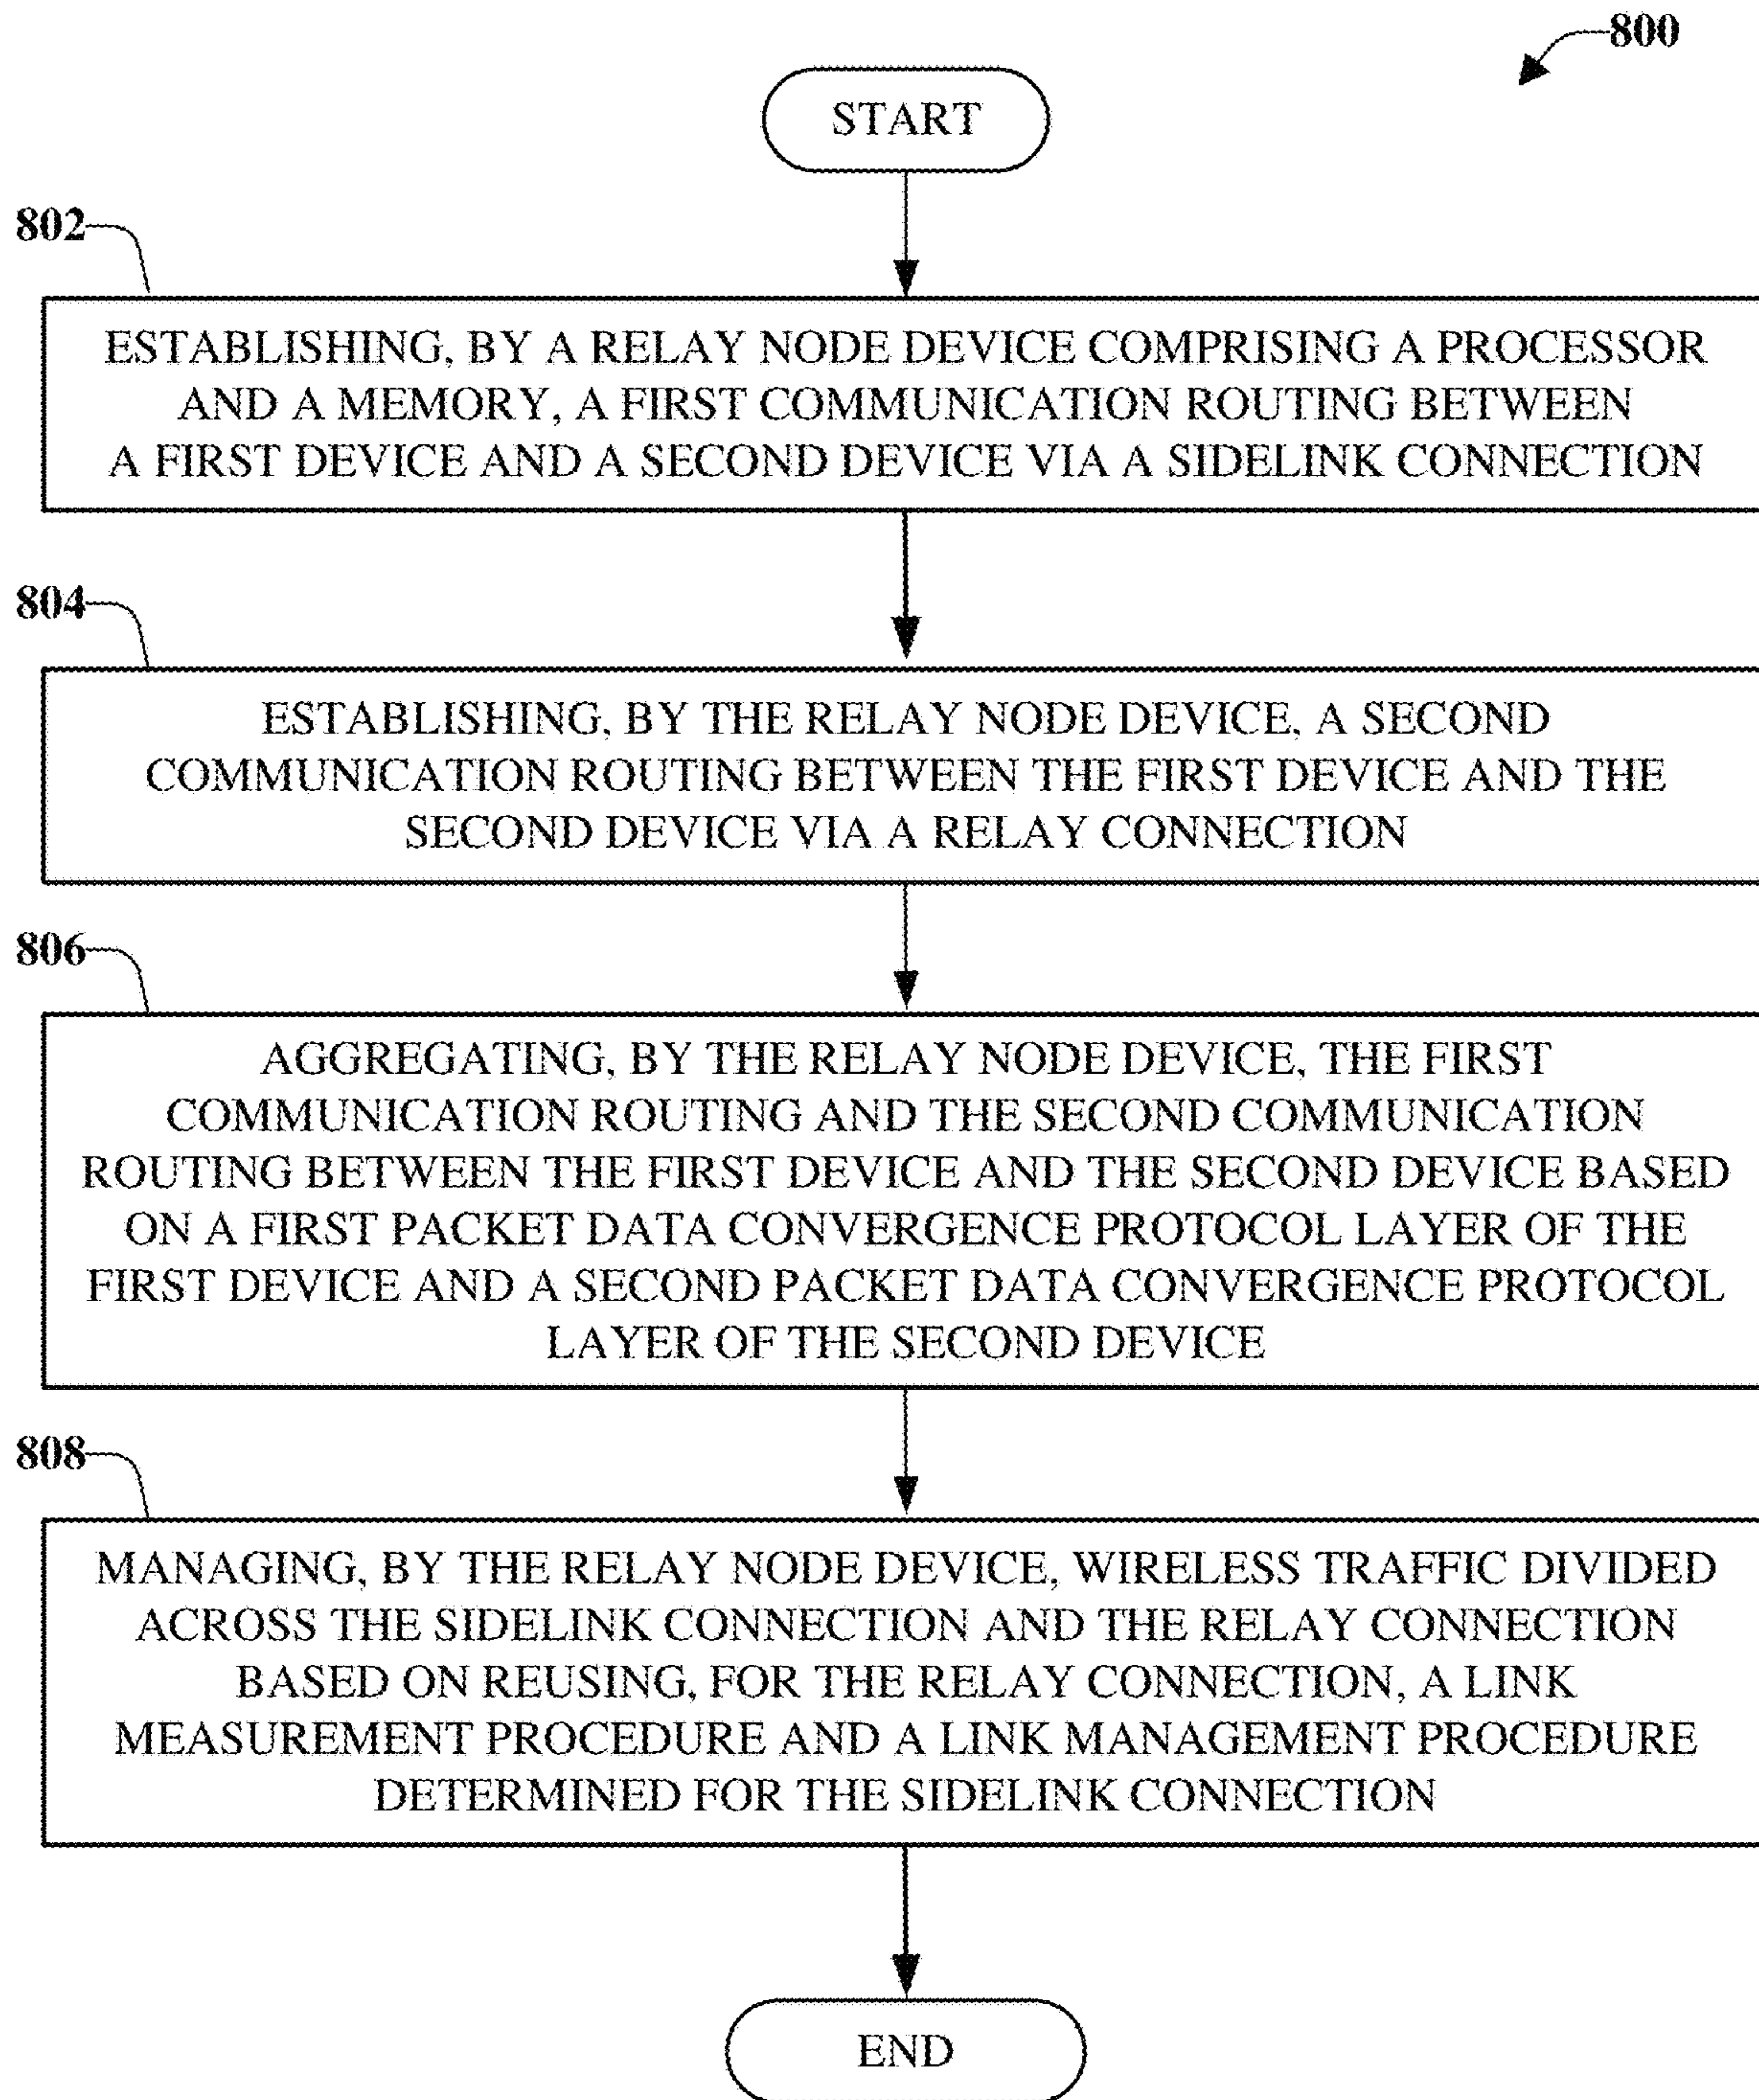 800
START
802
ESTABLISHING, BY A RELAY NODE DEVICE COMPRISING A PROCESSOR
AND A MEMORY, A FIRST COMMUNICATION ROUTING BETWEEN
A FIRST DEVICE AND A SECOND DEVICE VIA A SIDELINK CONNECTION
804
ESTABLISHING, BY THE RELAY NODE DEVICE, A SECOND
COMMUNICATION ROUTING BETWEEN THE FIRST DEVICE AND THE
SECOND DEVICE VIA A RELAY CONNECTION
806
AGGREGATING, BY THE RELAY NODE DEVICE, THE FIRST
COMMUNICATION ROUTING AND THE SECOND COMMUNICATION
ROUTING BETWEEN THE FIRST DEVICE AND THE SECOND DEVICE BASED
ON A FIRST PACKET DATA CONVERGENCE PROTOCOL LAYER OF THE
FIRST DEVICE AND A SECOND PACKET DATA CONVERGENCE PROTOCOL
LAYER OF THE SECOND DEVICE
808
MANAGING, BY THE RELAY NODE DEVICE, WIRELESS TRAFFIC DIVIDED
ACROSS THE SIDELINK CONNECTION AND THE RELAY CONNECTION
BASED ON REUSING, FOR THE RELAY CONNECTION, A LINK
MEASUREMENT PROCEDURE AND A LINK MANAGEMENT PROCEDURE
DETERMINED FOR THE SIDELINK CONNECTION
END